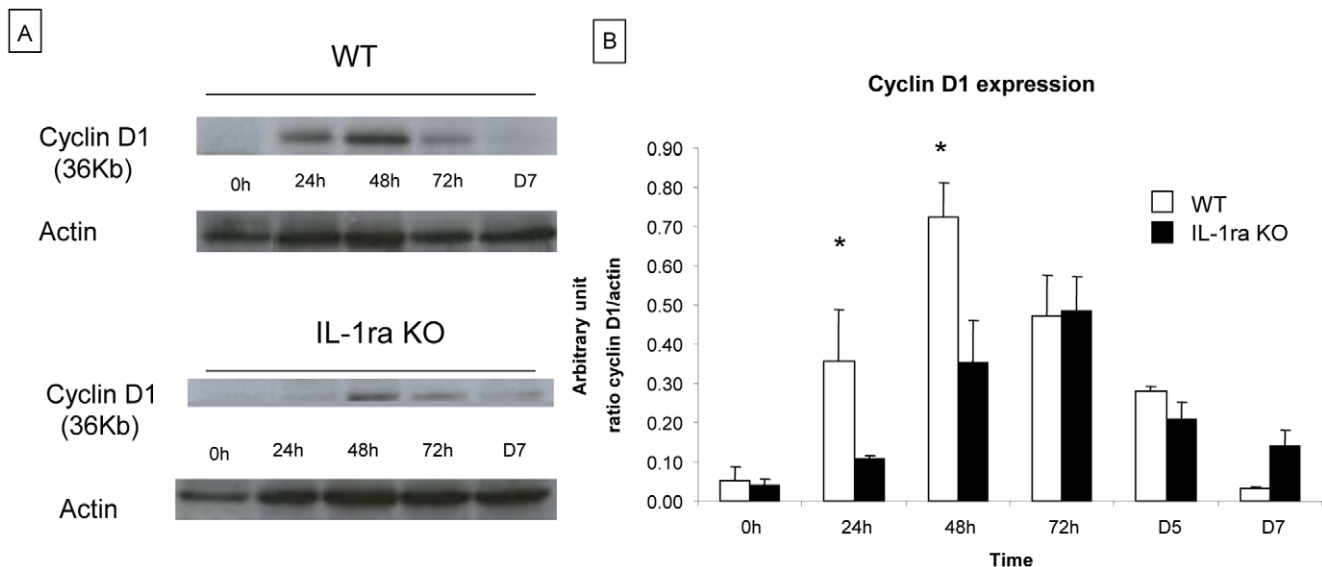 A
WT
Cyclin D1
(36Kb)
0h 24h 48h 72h D7
Actin
IL-1ra KO
Cyclin D1
(36Kb)
0h 24h 48h 72h D7
Actin
B
Cyclin D1 expression
Arbitrary unit
ratio cyclin D1/actin
0.90
0.80
0.70
0.60
0.50
0.40
0.30
0.20
0.10
0.00
*
*
WT
IL-1ra KO
0h 24h 48h 72h D5 D7
Time